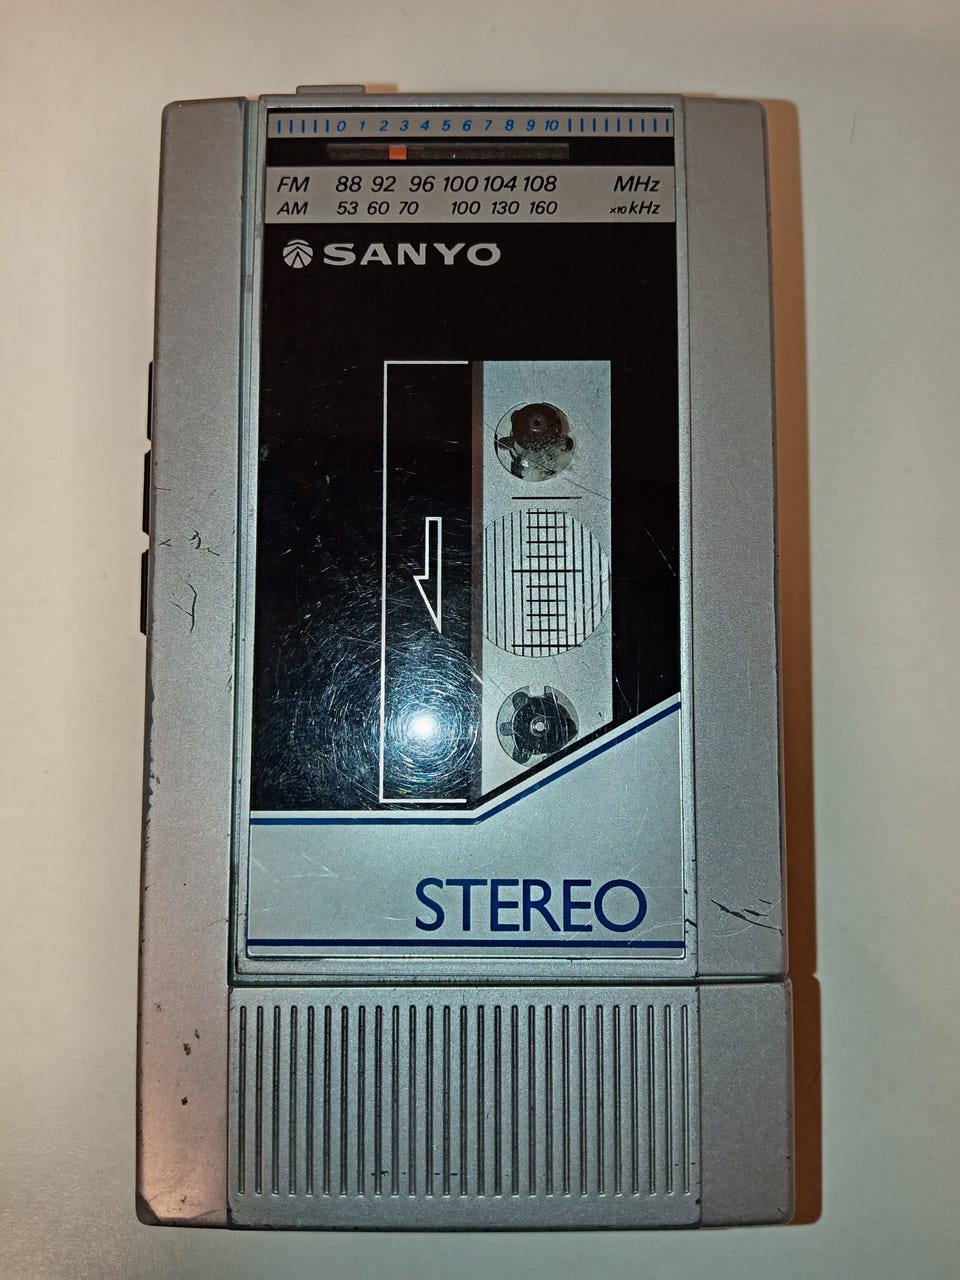 0 1 2 3 4 5 6 7 8 9 10
FM 88 92 96 100 104 108 MHz
AM 53 60 70 100 130 160 x10 kHz
SANYO
STEREO